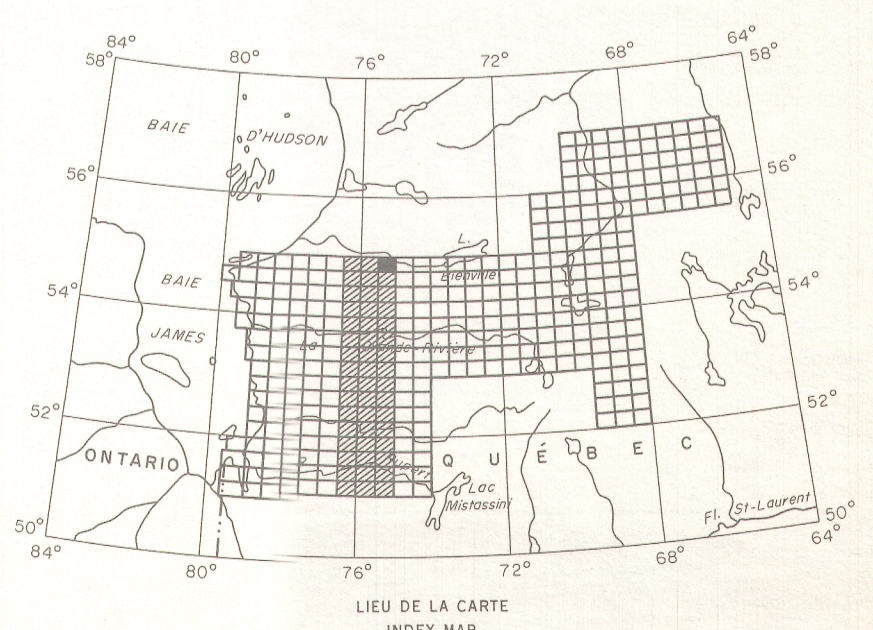 84° 80° 76° 72° 68° 64°
58° 58°
BAIE
D'HUDSON
56° 56°
L.
Bienville
BAIE
54° 54°
JAMES
La Grande-Rivière
52° 52°
ONTARIO
QUÉBEC
Rupert
Lac
Mistassini
Fl. St-Laurent
50° 50°
84° 80° 76° 72° 68° 64°
LIEU DE LA CARTE
INDEX MAP